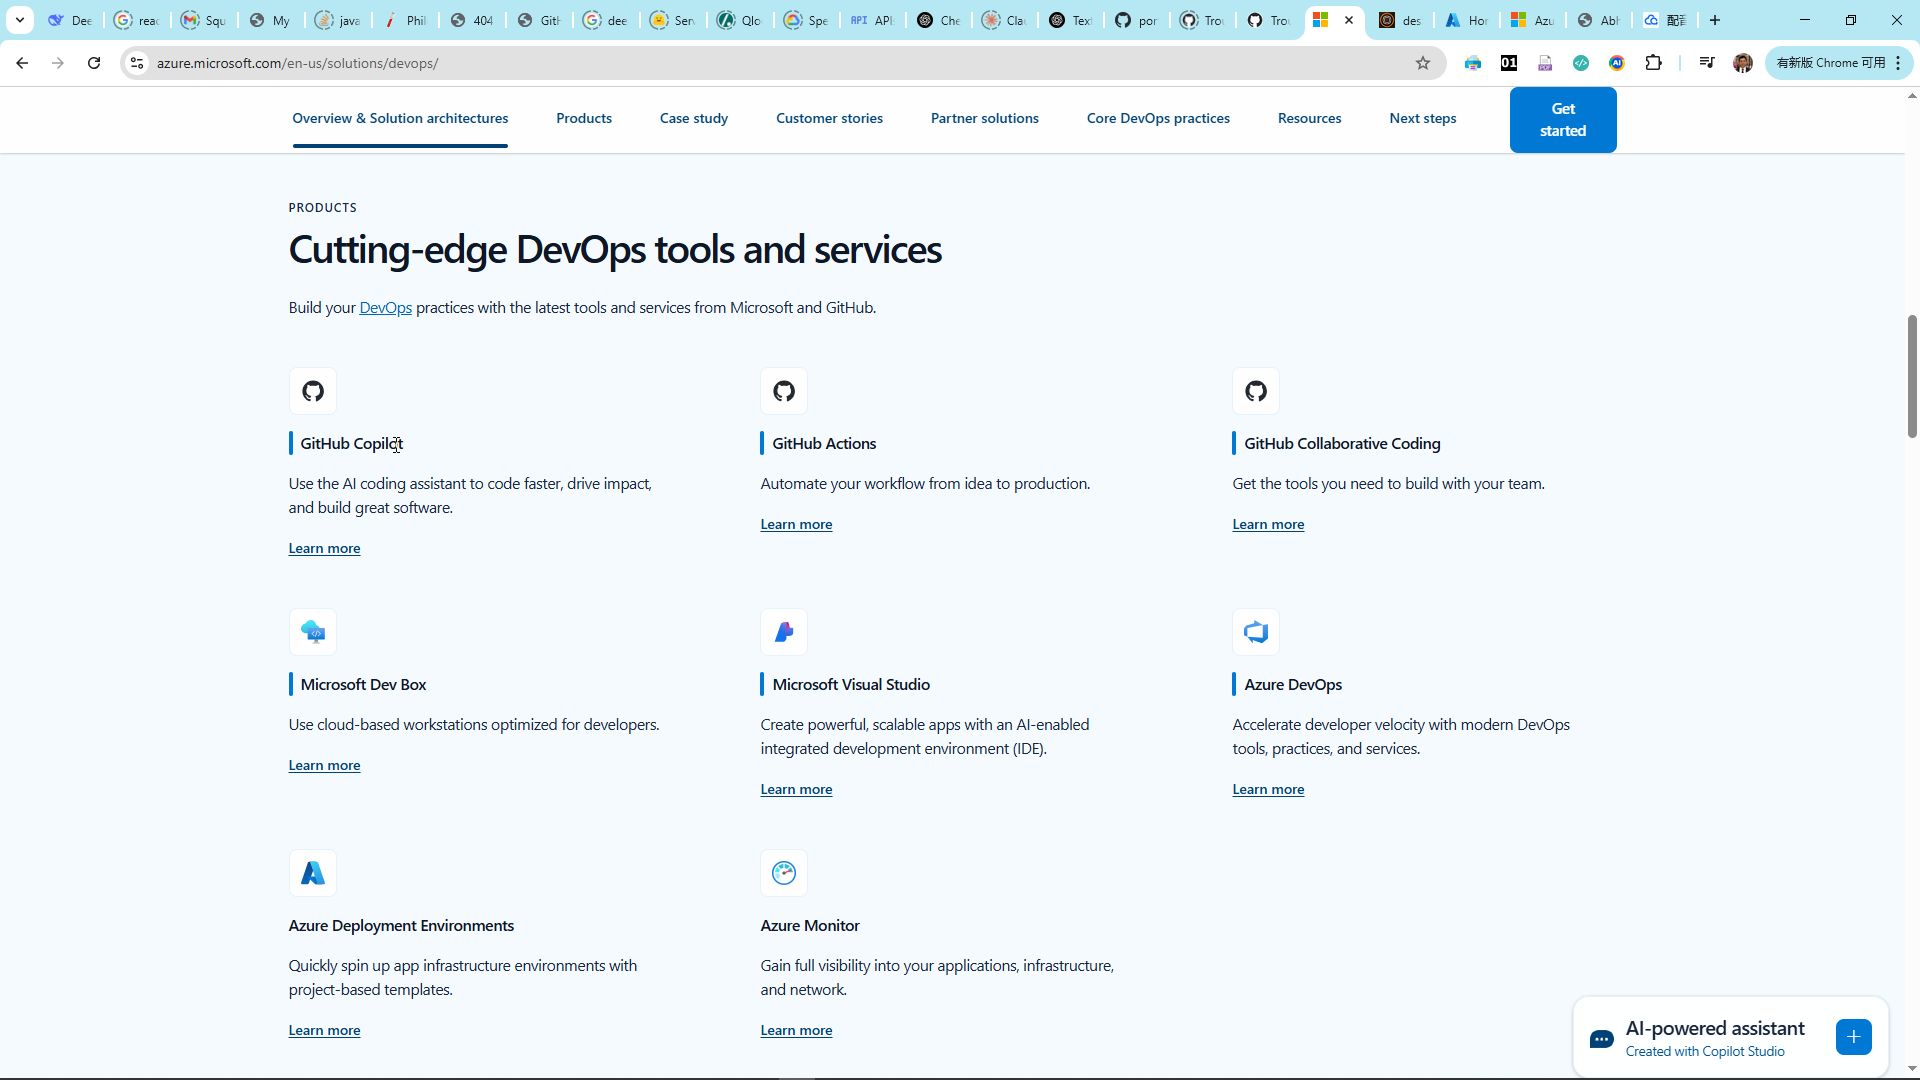 Dee
reac
Squ
My
java
Phil
404
Gitl
dee
Serv
Qlo
Spe
API
Che
Clau
Text
por
Trou
Trou
des
Hor
Azu
Abh
配音
azure.microsoft.com/en-us/solutions/devops/
01
有新版 Chrome 可用
Overview & Solution architectures
Products
Case study
Customer stories
Partner solutions
Core DevOps practices
Resources
Next steps
Get
started
PRODUCTS
Cutting-edge DevOps tools and services
Build your DevOps practices with the latest tools and services from Microsoft and GitHub.
GitHub Copilot
Use the AI coding assistant to code faster, drive impact,
and build great software.
Learn more
GitHub Actions
Automate your workflow from idea to production.
Learn more
GitHub Collaborative Coding
Get the tools you need to build with your team.
Learn more
Microsoft Dev Box
Use cloud-based workstations optimized for developers.
Learn more
Microsoft Visual Studio
Create powerful, scalable apps with an AI-enabled
integrated development environment (IDE).
Learn more
Azure DevOps
Accelerate developer velocity with modern DevOps
tools, practices, and services.
Learn more
Azure Deployment Environments
Quickly spin up app infrastructure environments with
project-based templates.
Learn more
Azure Monitor
Gain full visibility into your applications, infrastructure,
and network.
Learn more
AI-powered assistant
Created with Copilot Studio